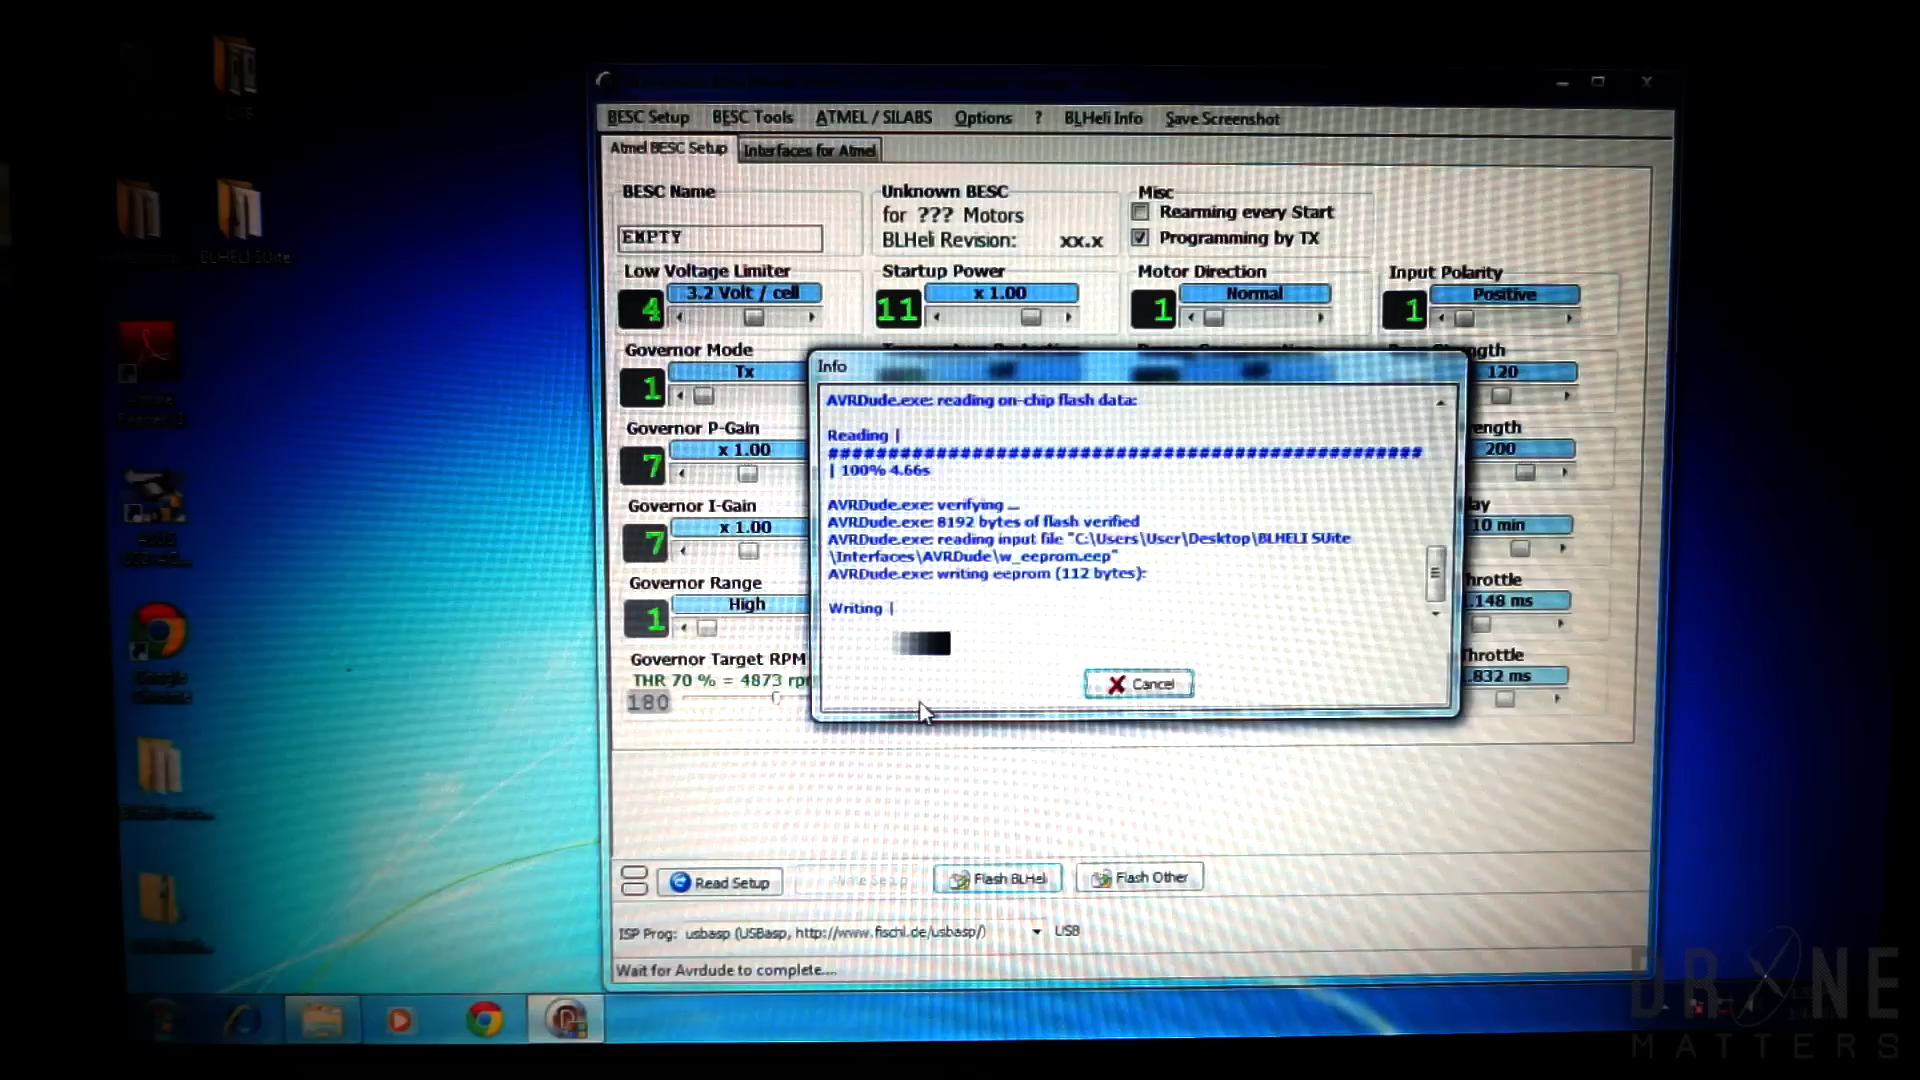 BESC Setup BESC Tools ATMEL / SILABS Options ? BLHeli Info Save Screenshot
Atmel BESC Setup Interfaces for Atmel
BESC Name
EMPTY
Unknown BESC
for ??? Motors
BLHeli Revision: xx.x
Misc
Rearming every Start
Programming by TX
Low Voltage Limiter
3.2 Volt / cell
4
Startup Power
x 1.00
11
Motor Direction
Normal
1
Input Polarity
Positive
1
Governor Mode
Tx
1
120
Governor P-Gain
x 1.00
7
200
Governor I-Gain
x 1.00
7
10 min
Governor Range
High
1
.148 ms
Governor Target RPM
THR 70 % = 4873
180
.832 ms
Info
AVRDude.exe: reading on-chip flash data:
Reading |
##################################################
| 100% 4.66s
AVRDude.exe: verifying ...
AVRDude.exe: 8192 bytes of flash verified
AVRDude.exe: reading input file "C:\Users\User\Desktop\BLHELI SUite
\Interfaces\AVRDude\w_eeprom.eep"
AVRDude.exe: writing eeprom (112 bytes):
Writing |
Cancel
Read Setup Write Setup Flash BLHeli Flash Other
ISP Prog: usbasp (USBasp, http://www.fischl.de/usbasp/) USB
Wait for Avrdude to complete....
BLHELI SUite
Google
Chrome
DRONE
MATTERS